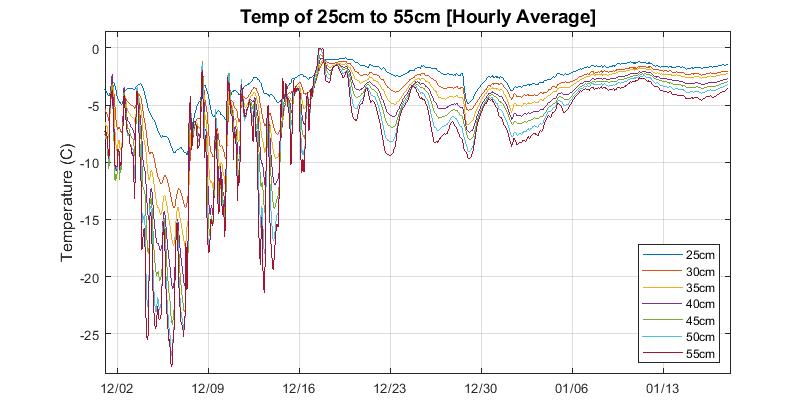 Temp of 25cm to 55cm [Hourly Average]
Temperature (C)
0
-5
-10
-15
-20
-25
12/02 12/09 12/16 12/23 12/30 01/06 01/13
25cm
30cm
35cm
40cm
45cm
50cm
55cm